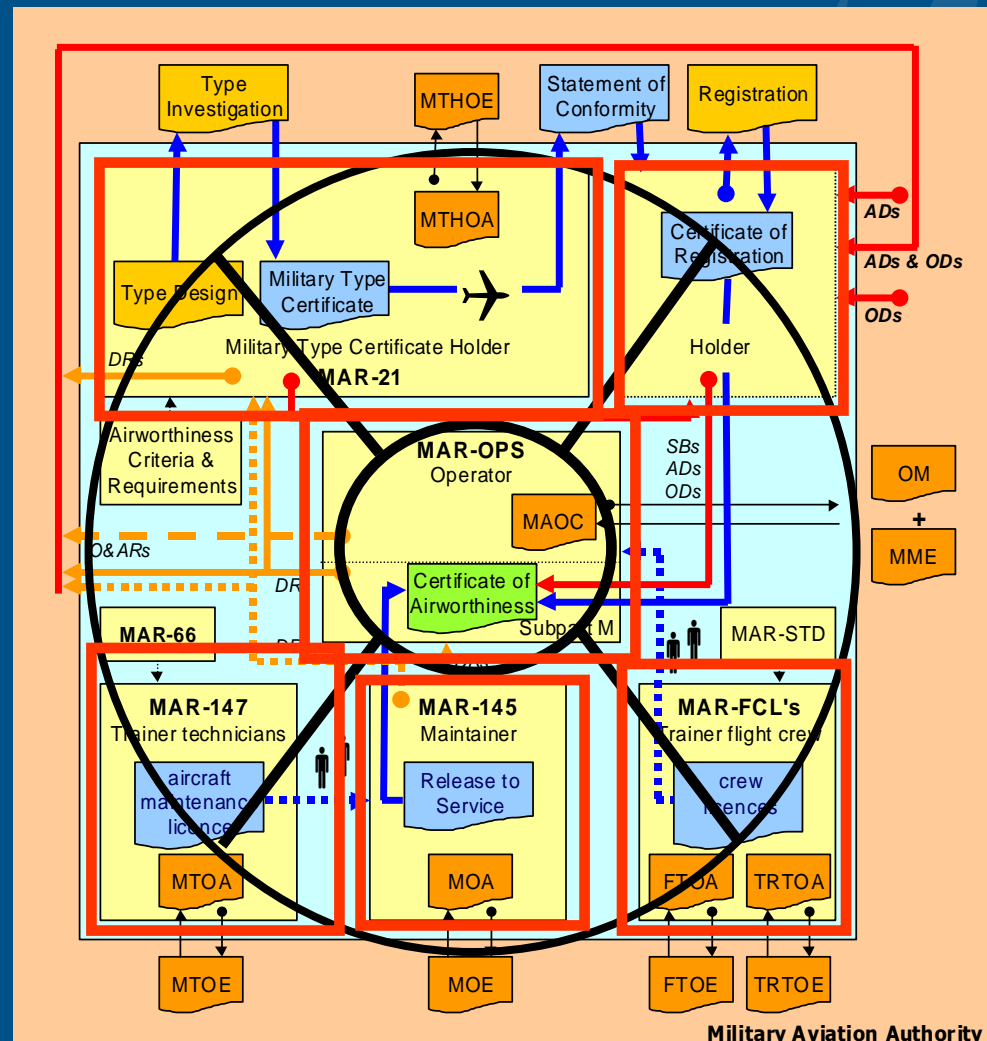 Type
Investigation
MTHOE
Statement of
Conformity
Registration
MTHOA
ADs
Certificate of
Registration
ADs & ODs
Type Design
Military Type
Certificate
ODs
Military Type Certificate Holder
Holder
DRs
MAR-21
Airworthiness
Criteria &
Requirements
MAR-OPS
Operator
SBs
ADs
ODs
OM
MAOC
+
MME
O&ARs
DR
Certificate of
Airworthiness
Subpart M
MAR-66
MAR-STD
MAR-147
Trainer technicians
MAR-145
Maintainer
MAR-FCL's
Trainer flight crew
aircraft
maintenance
licences
Release to
Service
crew
licences
MTOA
MOA
FTOA
TRTOA
MTOE
MOE
FTOE
TRTOE
Military Aviation Authority